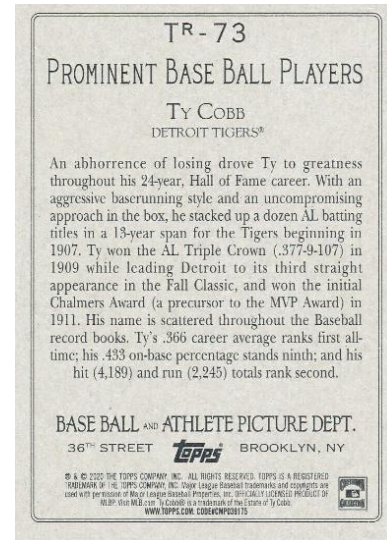 TR-73
PROMINENT BASE BALL PLAYERS
TY COBB
DETROIT TIGERS®
An abhorrence of losing drove Ty to greatness
throughout his 24-year, Hall of Fame career. With an
aggressive baserunning style and an uncompromising
approach in the box, he stacked up a dozen AL batting
titles in a 13-year span for the Tigers beginning in
1907. Ty won the AL Triple Crown (.377-9-107) in
1909 while leading Detroit to its third straight
appearance in the Fall Classic, and won the initial
Chalmers Award (a precursor to the MVP Award) in
1911. His name is scattered throughout the Baseball
record books. Ty's .366 career average ranks first all-
time; his .433 on-base percentage stands ninth; and his
hit (4,189) and run (2,245) totals rank second.
BASE BALL AND ATHLETE PICTURE DEPT.
36TH STREET Topps BROOKLYN, NY
® & © 2020 THE TOPPS COMPANY, INC. ALL RIGHTS RESERVED. TOPPS IS A REGISTERED
TRADEMARK OF THE TOPPS COMPANY, INC. Major League Baseball trademarks and copyrights are
used with permission of Major League Baseball Properties, Inc. OFFICIALLY LICENSED PRODUCT OF
MLBP. Visit MLB.com Ty Cobb® is a trademark of the Estate of Ty Cobb.
WWW.TOPPS.COM. CODE#CMP039175